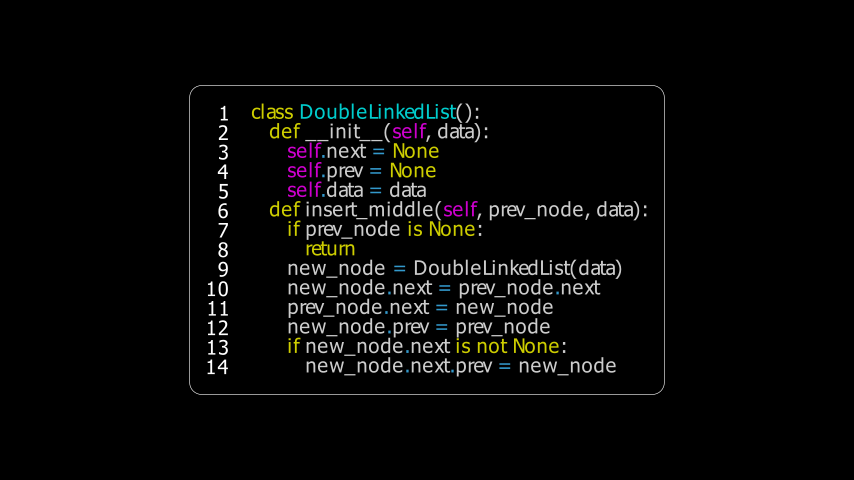 1 class DoubleLinkedList():
2 def __init__(self, data):
3 self.next = None
4 self.prev = None
5 self.data = data
6 def insert_middle(self, prev_node, data):
7 if prev_node is None:
8 return
9 new_node = DoubleLinkedList(data)
10 new_node.next = prev_node.next
11 prev_node.next = new_node
12 new_node.prev = prev_node
13 if new_node.next is not None:
14 new_node.next.prev = new_node